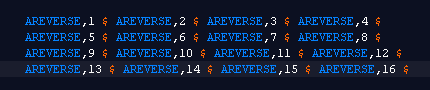 AREVERSE,1 $ AREVERSE,2 $ AREVERSE,3 $ AREVERSE,4 $
AREVERSE,5 $ AREVERSE,6 $ AREVERSE,7 $ AREVERSE,8 $
AREVERSE,9 $ AREVERSE,10 $ AREVERSE,11 $ AREVERSE,12 $
AREVERSE,13 $ AREVERSE,14 $ AREVERSE,15 $ AREVERSE,16 $